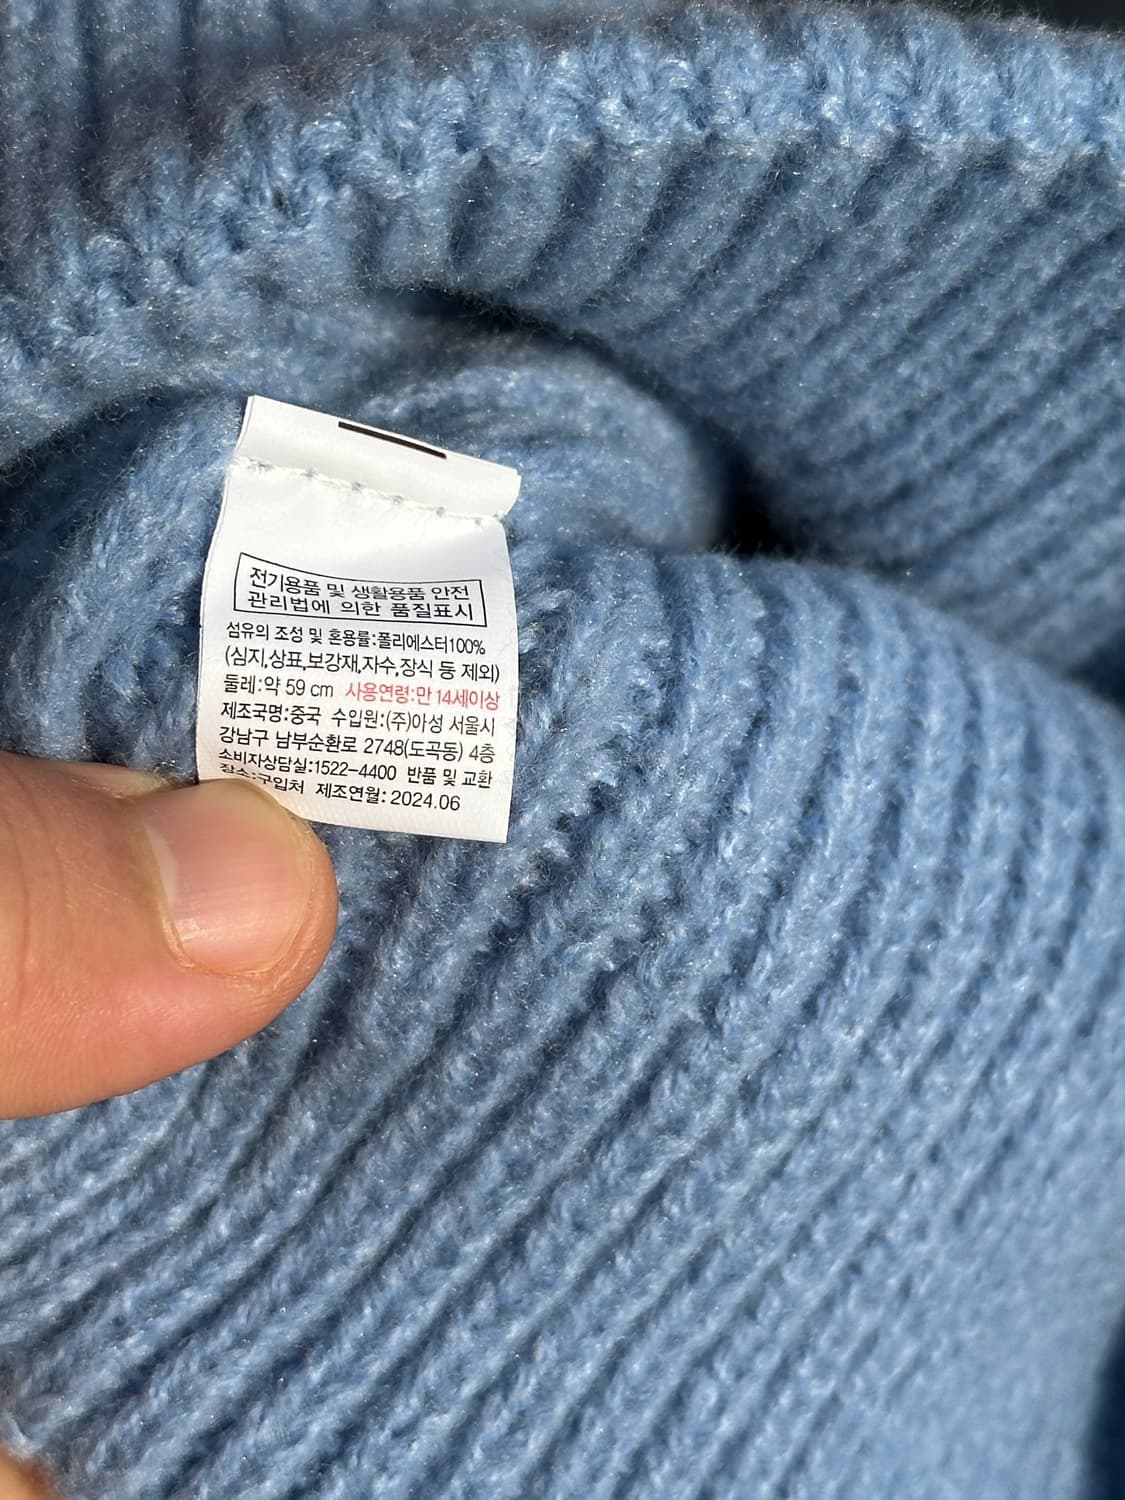 전기용품 및 생활용품 안전
관리법에 의한 품질표시
섬유의 조성 및 혼용률:폴리에스터100%
(심지,상표,보강재,자수,장식 등 제외)
둘레:약 59 cm 사용연령:만 14세이상
제조국명:중국 수입원:(주)아성 서울시
강남구 남부순환로 2748(도곡동) 4층
소비자상담실:1522-4400 반품 및 교환
장소:구입처 제조연월: 2024.06